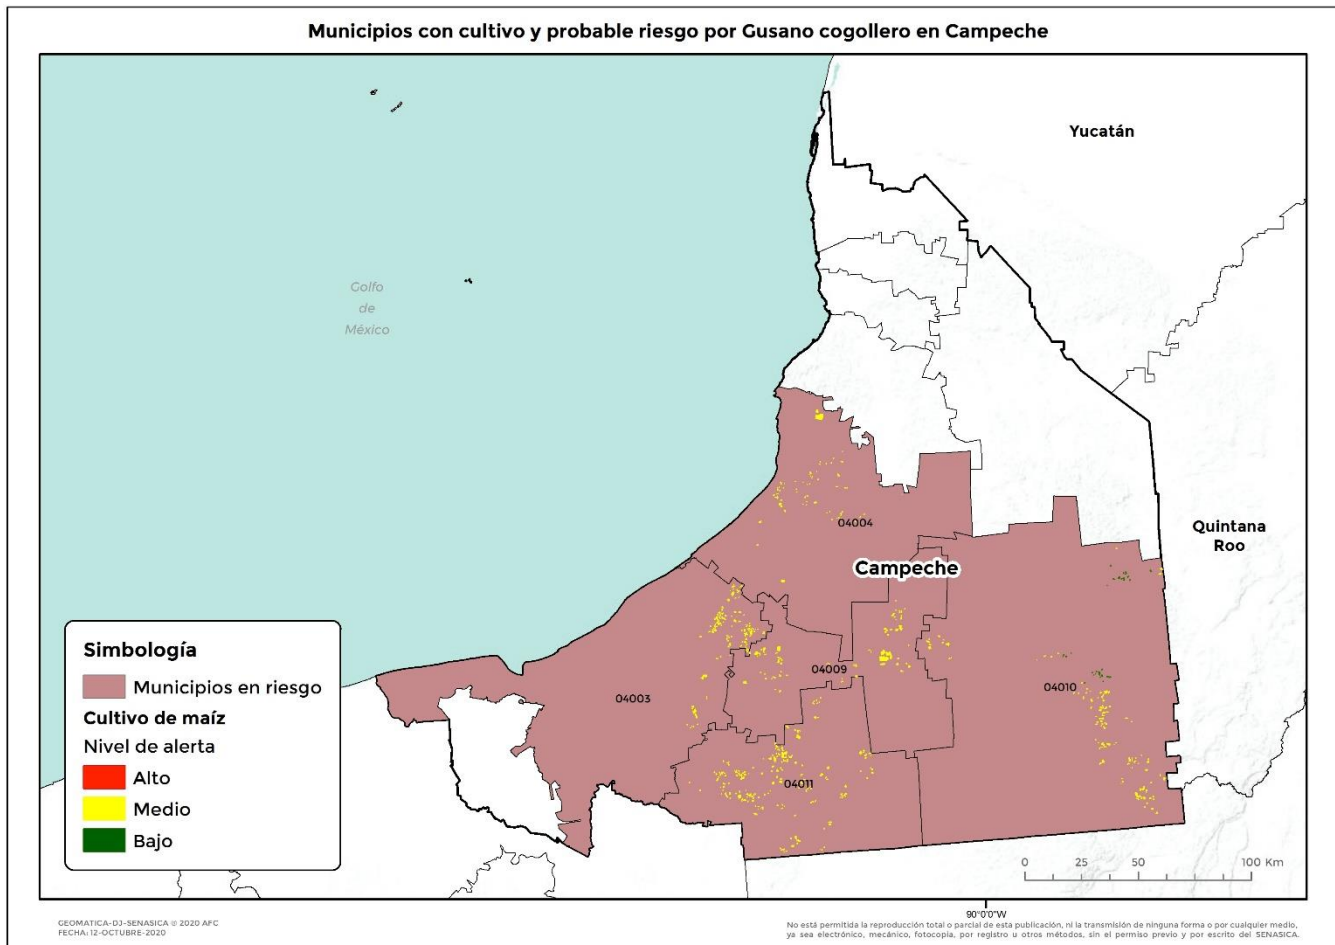 Municipios con cultivo y probable riesgo por Gusano cogollero en Campeche
Yucatán
Golfo
de
México
Quintana
Roo
04004
Campeche
04009
04010
04003
04011
Simbología
Municipios en riesgo
Cultivo de maíz
Nivel de alerta
Alto
Medio
Bajo
0 25 50 100 Km
90°0'0"W
GEOMATICA-DJ-SENASICA © 2020 AFC
FECHA: 12-OCTUBRE-2020
No está permitida la reproducción total o parcial de esta publicación, ni la transmisión de ninguna forma o por cualquier medio,
ya sea electrónico, mecánico, fotocopia, por registro u otros métodos, sin el permiso previo y por escrito del SENASICA.